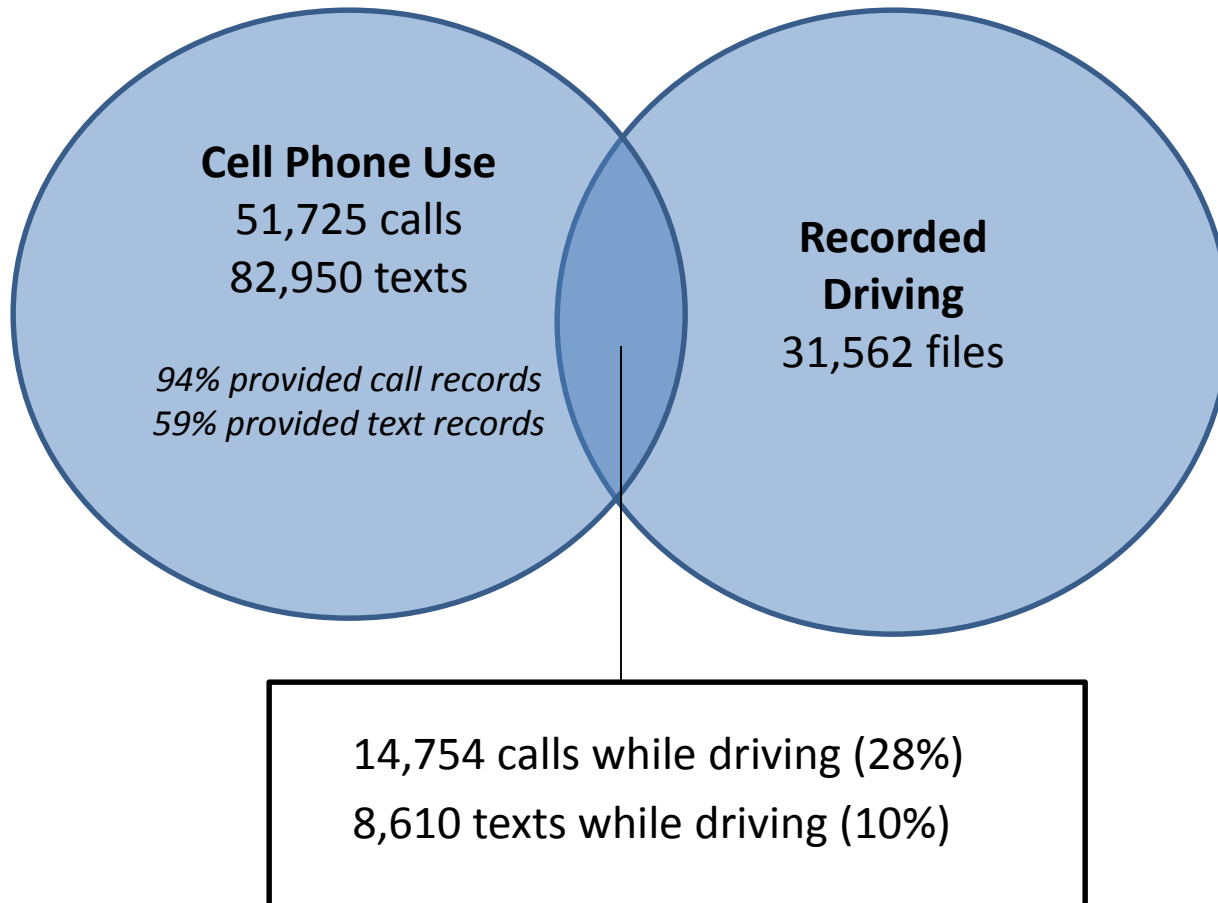 Cell Phone Use
51,725 calls
82,950 texts
94% provided call records
59% provided text records
Recorded
Driving
31,562 files
14,754 calls while driving (28%)
8,610 texts while driving (10%)